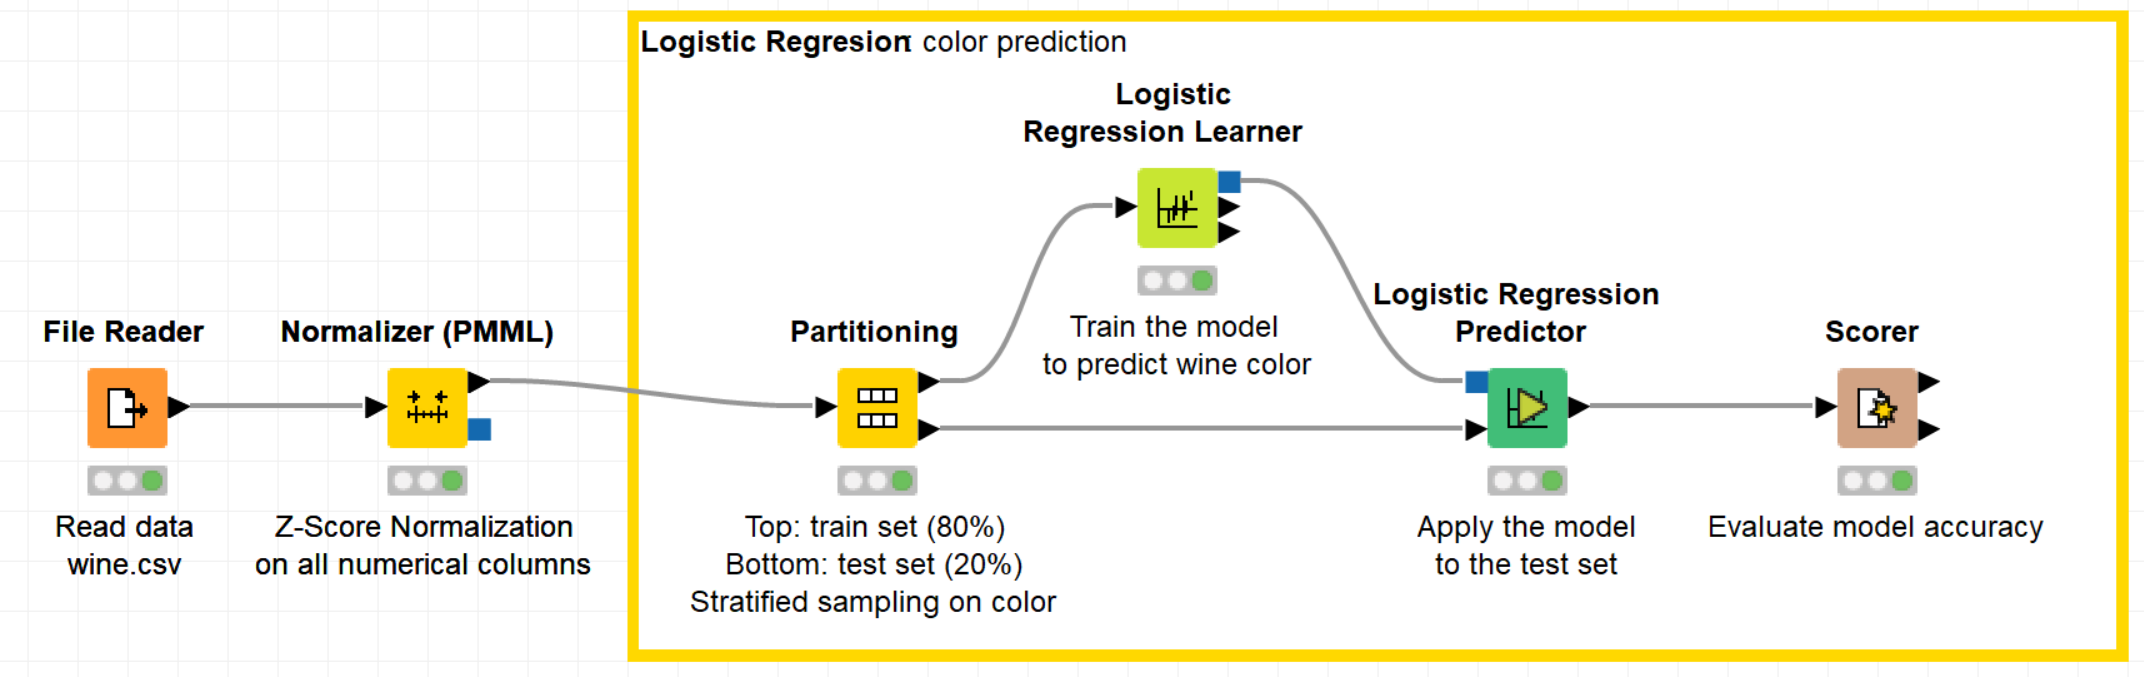 Logistic Regresion: color prediction
Logistic
Regression Learner
Train the model
to predict wine color
File Reader
Read data
wine.csv
Normalizer (PMML)
Z-Score Normalization
on all numerical columns
Partitioning
Top: train set (80%)
Bottom: test set (20%)
Stratified sampling on color
Logistic Regression
Predictor
Apply the model
to the test set
Scorer
Evaluate model accuracy